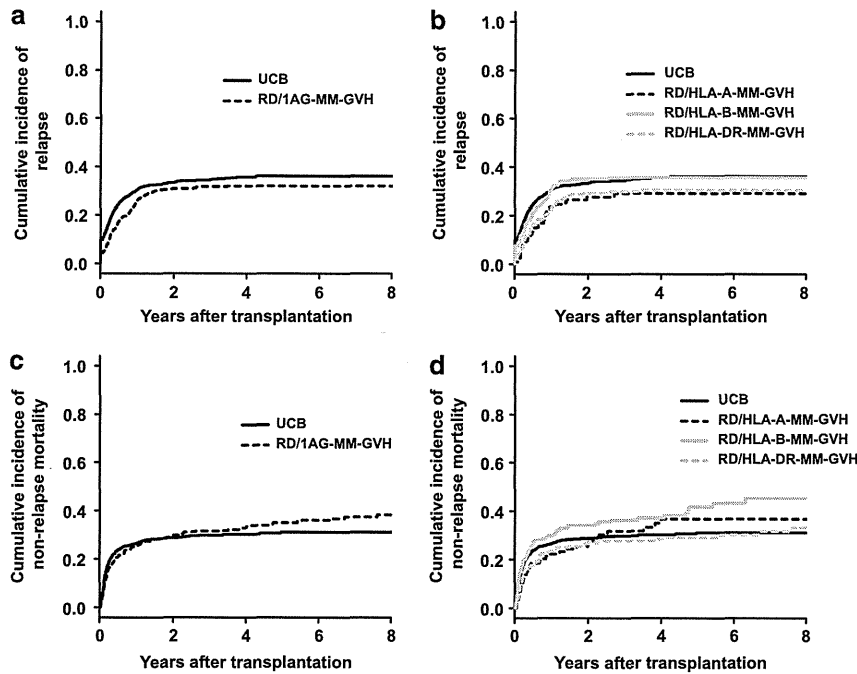 a
1.0
0.8
0.6
0.4
0.2
0.0
Cumulative incidence of
relapse
UCB
RD/1AG-MM-GVH
0 2 4 6 8
Years after transplantation
b
1.0
0.8
0.6
0.4
0.2
0.0
Cumulative incidence of
relapse
UCB
RD/HLA-A-MM-GVH
RD/HLA-B-MM-GVH
RD/HLA-DR-MM-GVH
0 2 4 6 8
Years after transplantation
c
1.0
0.8
0.6
0.4
0.2
0.0
Cumulative incidence of
non-relapse mortality
UCB
RD/1AG-MM-GVH
0 2 4 6 8
Years after transplantation
d
1.0
0.8
0.6
0.4
0.2
0.0
Cumulative incidence of
non-relapse mortality
UCB
RD/HLA-A-MM-GVH
RD/HLA-B-MM-GVH
RD/HLA-DR-MM-GVH
0 2 4 6 8
Years after transplantation